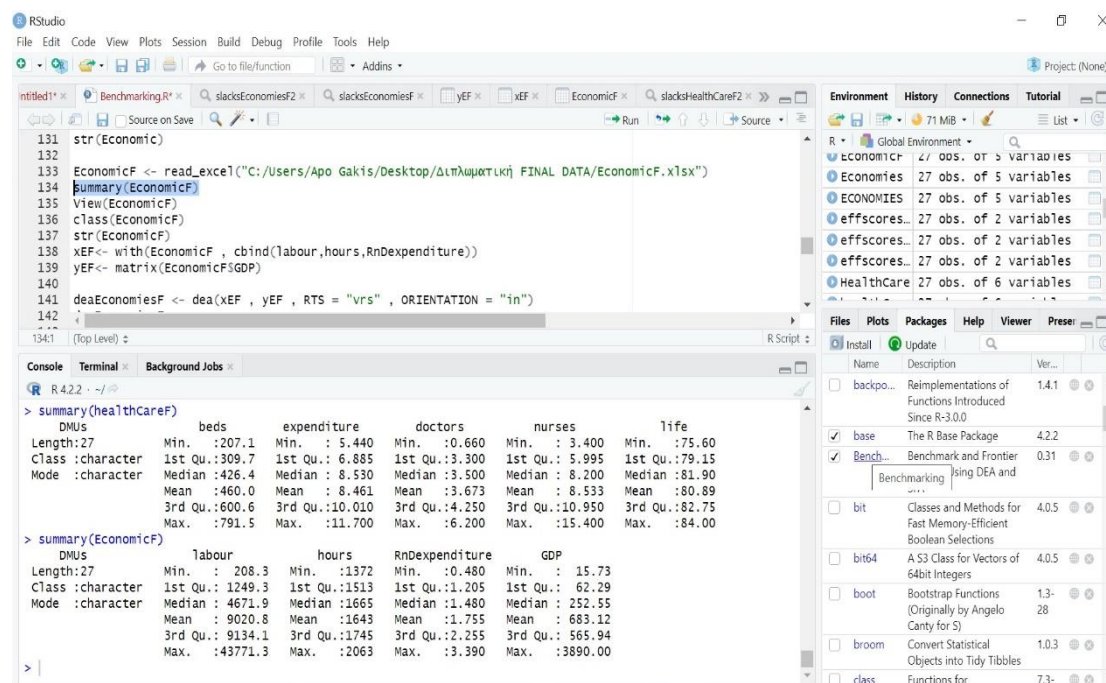 RStudio
File Edit Code View Plots Session Build Debug Profile Tools Help
Go to file/function Addins
Project: (None)
ntitled1* Benchmarking.R* slacksEconomiesF2 slacksEconomiesF yEF xEF EconomicF slacksHealthCareF2
Source on Save Run Source
131 str(Economic)
132
133 EconomicF <- read_excel("C:/Users/Apo Gakis/Desktop/Διπλωματική FINAL DATA/EconomicF.xlsx")
134 summary(EconomicF)
135 View(EconomicF)
136 class(EconomicF)
137 str(EconomicF)
138 xEF<- with(EconomicF , cbind(labour,hours,RnDexpenditure))
139 yEF<- matrix(EconomicF$GDP)
140
141 deaEconomiesF <- dea(xEF , yEF , RTS = "vrs" , ORIENTATION = "in")
142
134:1 (Top Level) R Script
Console Terminal Background Jobs
R 4.2.2 · ~/
> summary(healthCareF)
DMUs beds expenditure doctors nurses life
Length:27 Min. :207.1 Min. : 5.440 Min. :0.660 Min. : 3.400 Min. :75.60
Class :character 1st Qu.:309.7 1st Qu.: 6.885 1st Qu.:3.300 1st Qu.: 5.995 1st Qu.:79.15
Mode :character Median :426.4 Median : 8.530 Median :3.500 Median : 8.200 Median :81.90
Mean :460.0 Mean : 8.461 Mean :3.673 Mean : 8.533 Mean :80.89
3rd Qu.:600.6 3rd Qu.:10.010 3rd Qu.:4.250 3rd Qu.:10.950 3rd Qu.:82.75
Max. :791.5 Max. :11.700 Max. :6.200 Max. :15.400 Max. :84.00
> summary(EconomicF)
DMUs labour hours RnDexpenditure GDP
Length:27 Min. : 208.3 Min. :1372 Min. :0.480 Min. : 15.73
Class :character 1st Qu.: 1249.3 1st Qu.:1513 1st Qu.:1.205 1st Qu.: 62.29
Mode :character Median : 4671.9 Median :1665 Median :1.480 Median : 252.55
Mean : 9020.8 Mean :1643 Mean :1.755 Mean : 683.12
3rd Qu.: 9134.1 3rd Qu.:1745 3rd Qu.:2.255 3rd Qu.: 565.94
Max. :43771.3 Max. :2063 Max. :3.390 Max. :3890.00
>
Environment History Connections Tutorial
71 MiB List
R Global Environment
EconomicF 27 obs. of 5 variables
Economies 27 obs. of 5 variables
ECONOMIES 27 obs. of 5 variables
effscores… 27 obs. of 2 variables
effscores… 27 obs. of 2 variables
effscores… 27 obs. of 2 variables
HealthCare 27 obs. of 6 variables
Files Plots Packages Help Viewer Preser
Install Update
Name Description Ver...
backpo... Reimplementations of 1.4.1
Functions Introduced
Since R-3.0.0
base The R Base Package 4.2.2
Bench... Benchmark and Frontier 0.31
Benchmarking Using DEA and
bit Classes and Methods for 4.0.5
Fast Memory-Efficient
Boolean Selections
bit64 A S3 Class for Vectors of 4.0.5
64bit Integers
boot Bootstrap Functions 1.3-
(Originally by Angelo 28
Canty for S)
broom Convert Statistical 1.0.3
Objects into Tidy Tibbles
class Functions for 7.3-